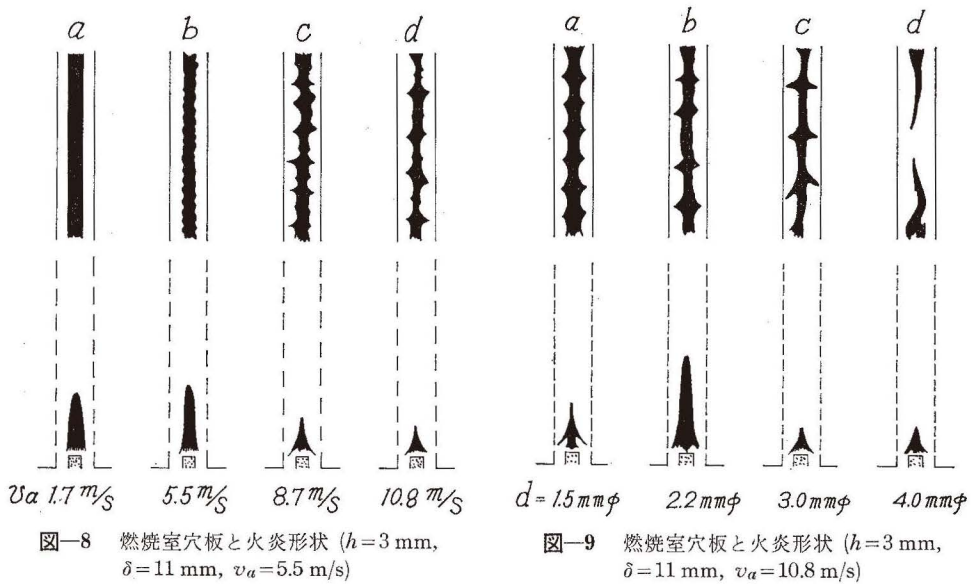 a b c d
va 1.7 m/s 5.5 m/s 8.7 m/s 10.8 m/s
図—8 燃焼室穴板と火炎形状 (h=3 mm,
δ=11 mm, va=5.5 m/s)
a b c d
d = 1.5 mmφ 2.2 mmφ 3.0 mmφ 4.0 mmφ
図—9 燃焼室穴板と火炎形状 (h=3 mm,
δ=11 mm, va=10.8 m/s)